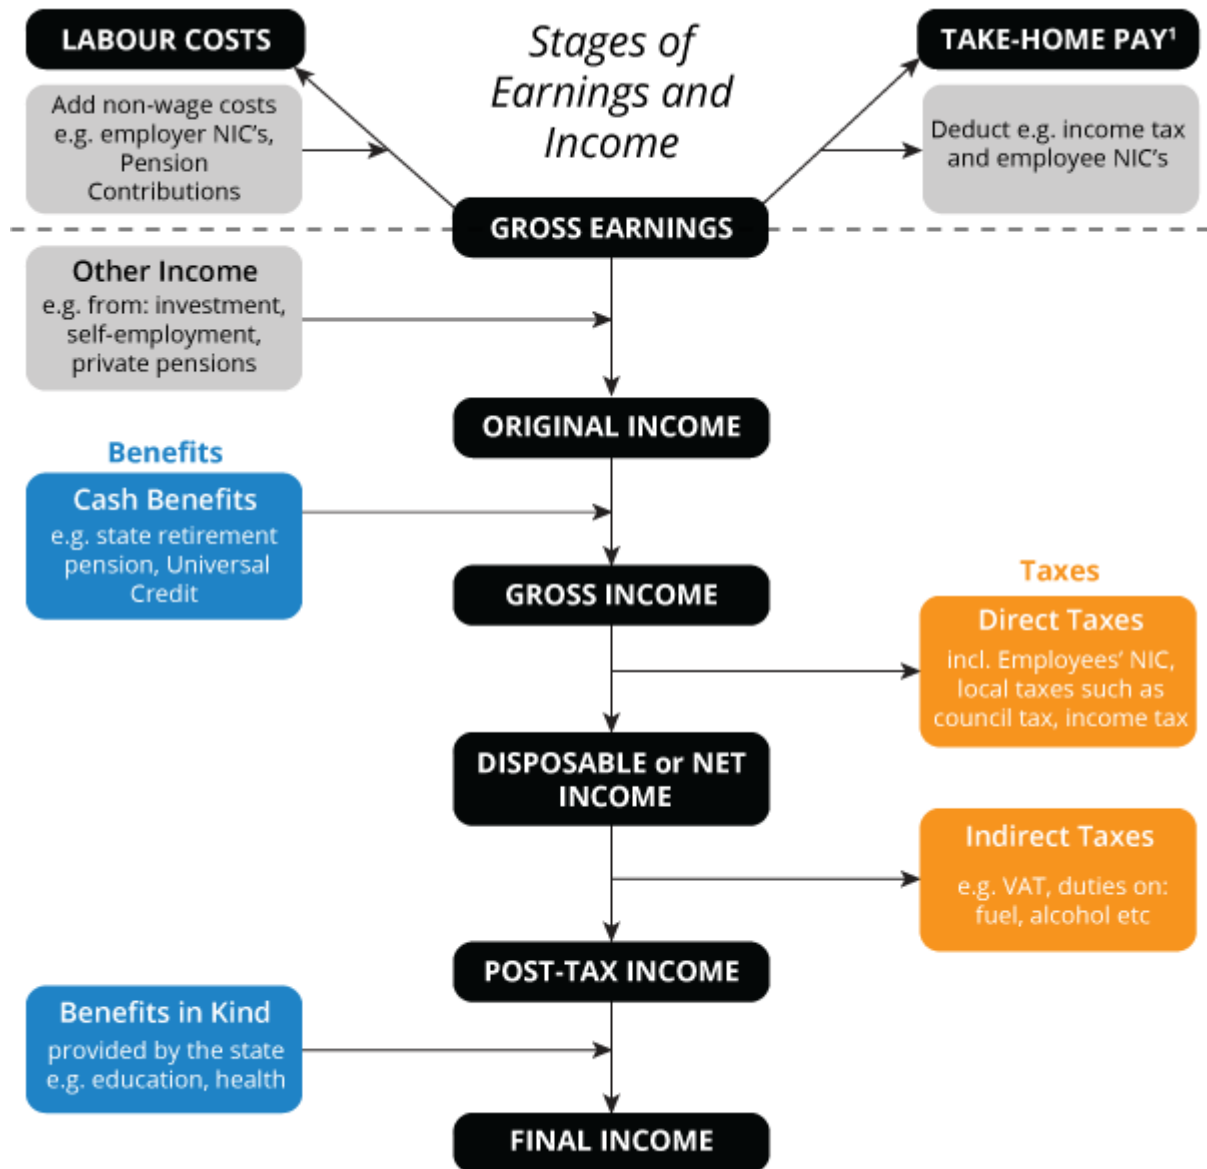 LABOUR COSTS
Stages of
Earnings and
Income
TAKE-HOME PAY¹
Add non-wage costs
e.g. employer NIC's,
Pension
Contributions
Deduct e.g. income tax
and employee NIC's
GROSS EARNINGS
Other Income
e.g. from: investment,
self-employment,
private pensions
ORIGINAL INCOME
Benefits
Cash Benefits
e.g. state retirement
pension, Universal
Credit
GROSS INCOME
Taxes
Direct Taxes
incl. Employees' NIC,
local taxes such as
council tax, income tax
DISPOSABLE or NET
INCOME
Indirect Taxes
e.g. VAT, duties on:
fuel, alcohol etc
POST-TAX INCOME
Benefits in Kind
provided by the state
e.g. education, health
FINAL INCOME